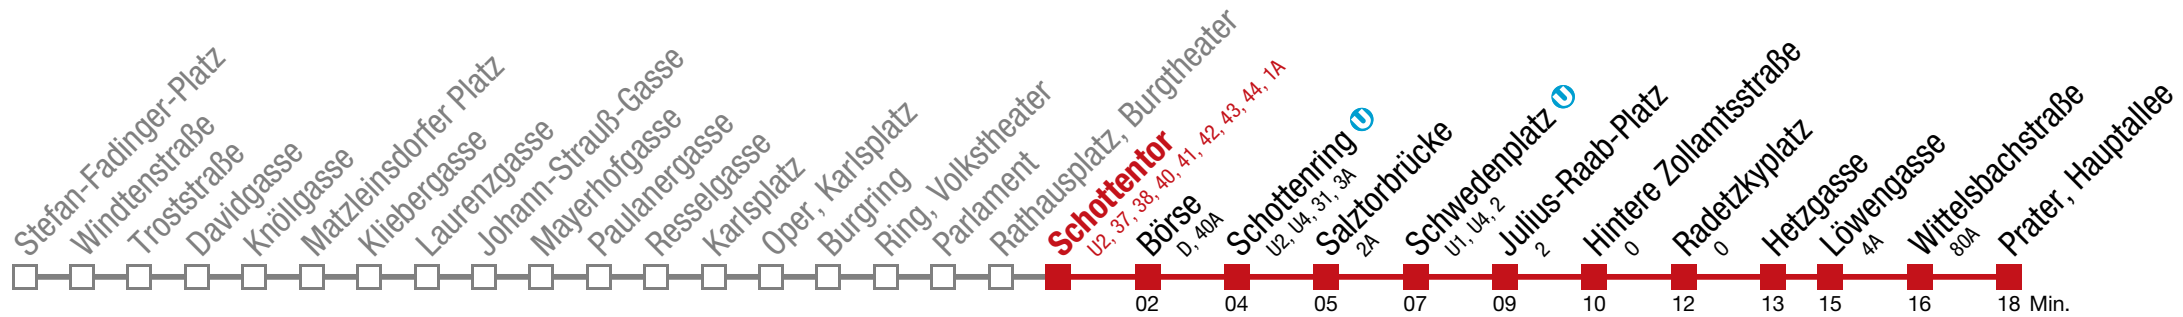 Stefan-Fadinger-Platz
Windtenstraße
Troststraße
Davidgasse
Knöllgasse
Matzleinsdorfer Platz
Kliebergasse
Laurenzgasse
Johann-Strauß-Gasse
Mayerhofgasse
Paulanergasse
Resselgasse
Karlsplatz
Oper, Karlsplatz
Burgring
Ring, Volkstheater
Parlament
Rathausplatz, Burgtheater
Schottentor
U2, 37, 38, 40, 41, 42, 43, 44, 1A
Börse
D, 40A
Schottenring U
U2, U4, 31, 3A
Salztorbrücke
2A
Schwedenplatz U
U1, U4, 2
Julius-Raab-Platz
2
Hintere Zollamtsstraße
O
Radetzkyplatz
O
Hetzgasse
Löwengasse
4A
Wittelsbachstraße
80A
Prater, Hauptallee
02 04 05 07 09 10 12 13 15 16 18 Min.